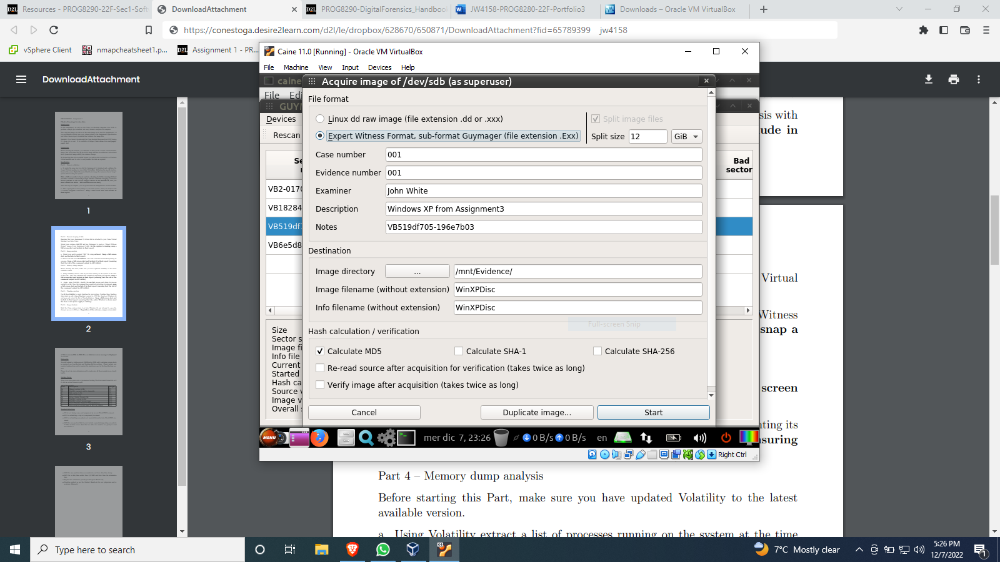 Resources - PROG8290-22F-Sec1-Soft
DownloadAttachment
PROG8290-DigitalForensics_Handboo
JW4158-PROG8280-22F-Portfolio3
Downloads – Oracle VM VirtualBox
https://conestoga.desire2learn.com/d2l/le/dropbox/628670/650871/DownloadAttachment?fid=65789399 jw4158
vSphere Client
nmapcheatsheet1.p...
Assignment 1 - PR...
DownloadAttachment
1
2
3
Caine 11.0 [Running] - Oracle VM VirtualBox
File Machine View Input Devices Help
caine
File Edi
GUYM
Devices
Rescan
Acquire image of /dev/sdb (as superuser)
File format
Linux dd raw image (file extension .dd or .xxx)
Split image files
Expert Witness Format, sub-format Guymager (file extension .Exx)
Split size 12 GiB
Case number 001
Evidence number 001
Examiner John White
Description Windows XP from Assignment3
Notes VB519df705-196e7b03
Destination
Image directory ... /mnt/Evidence/
Image filename (without extension) WinXPDisc
Info filename (without extension) WinXPDisc
Full-screen Snip
Hash calculation / verification
Calculate MD5
Calculate SHA-1
Calculate SHA-256
Re-read source after acquisition for verification (takes twice as long)
Verify image after acquisition (takes twice as long)
Cancel
Duplicate image...
Start
Se
Bad
sector
VB2-0170
VB18284
VB519df7
VB6e5d8
Size
Sector s
Image fi
Info file
Current
Started
Hash ca
Source v
Image v
Overall s
MENU
mer dic 7, 23:26
0 B/s
0 B/s
en
Right Ctrl
sis with
ude in
Virtual
Witness
snap a
screen
nting its
nsuring
Part 4 – Memory dump analysis
Before starting this Part, make sure you have updated Volatility to the latest
available version.
a. Using Volatility extract a list of processes running on the system at the time
Type here to search
7°C Mostly clear
5:26 PM
12/7/2022
1